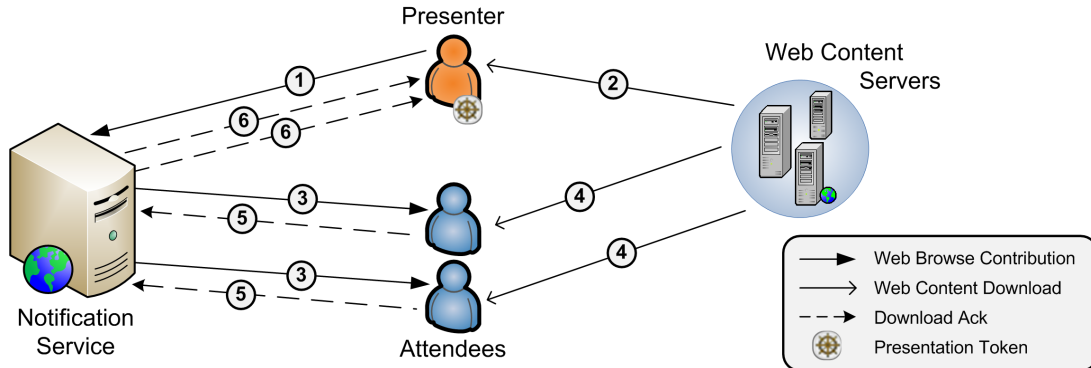 Presenter
Web Content
Servers
1
2
6
6
3
4
5
3
4
5
Notification
Service
Attendees
Web Browse Contribution
Web Content Download
Download Ack
Presentation Token